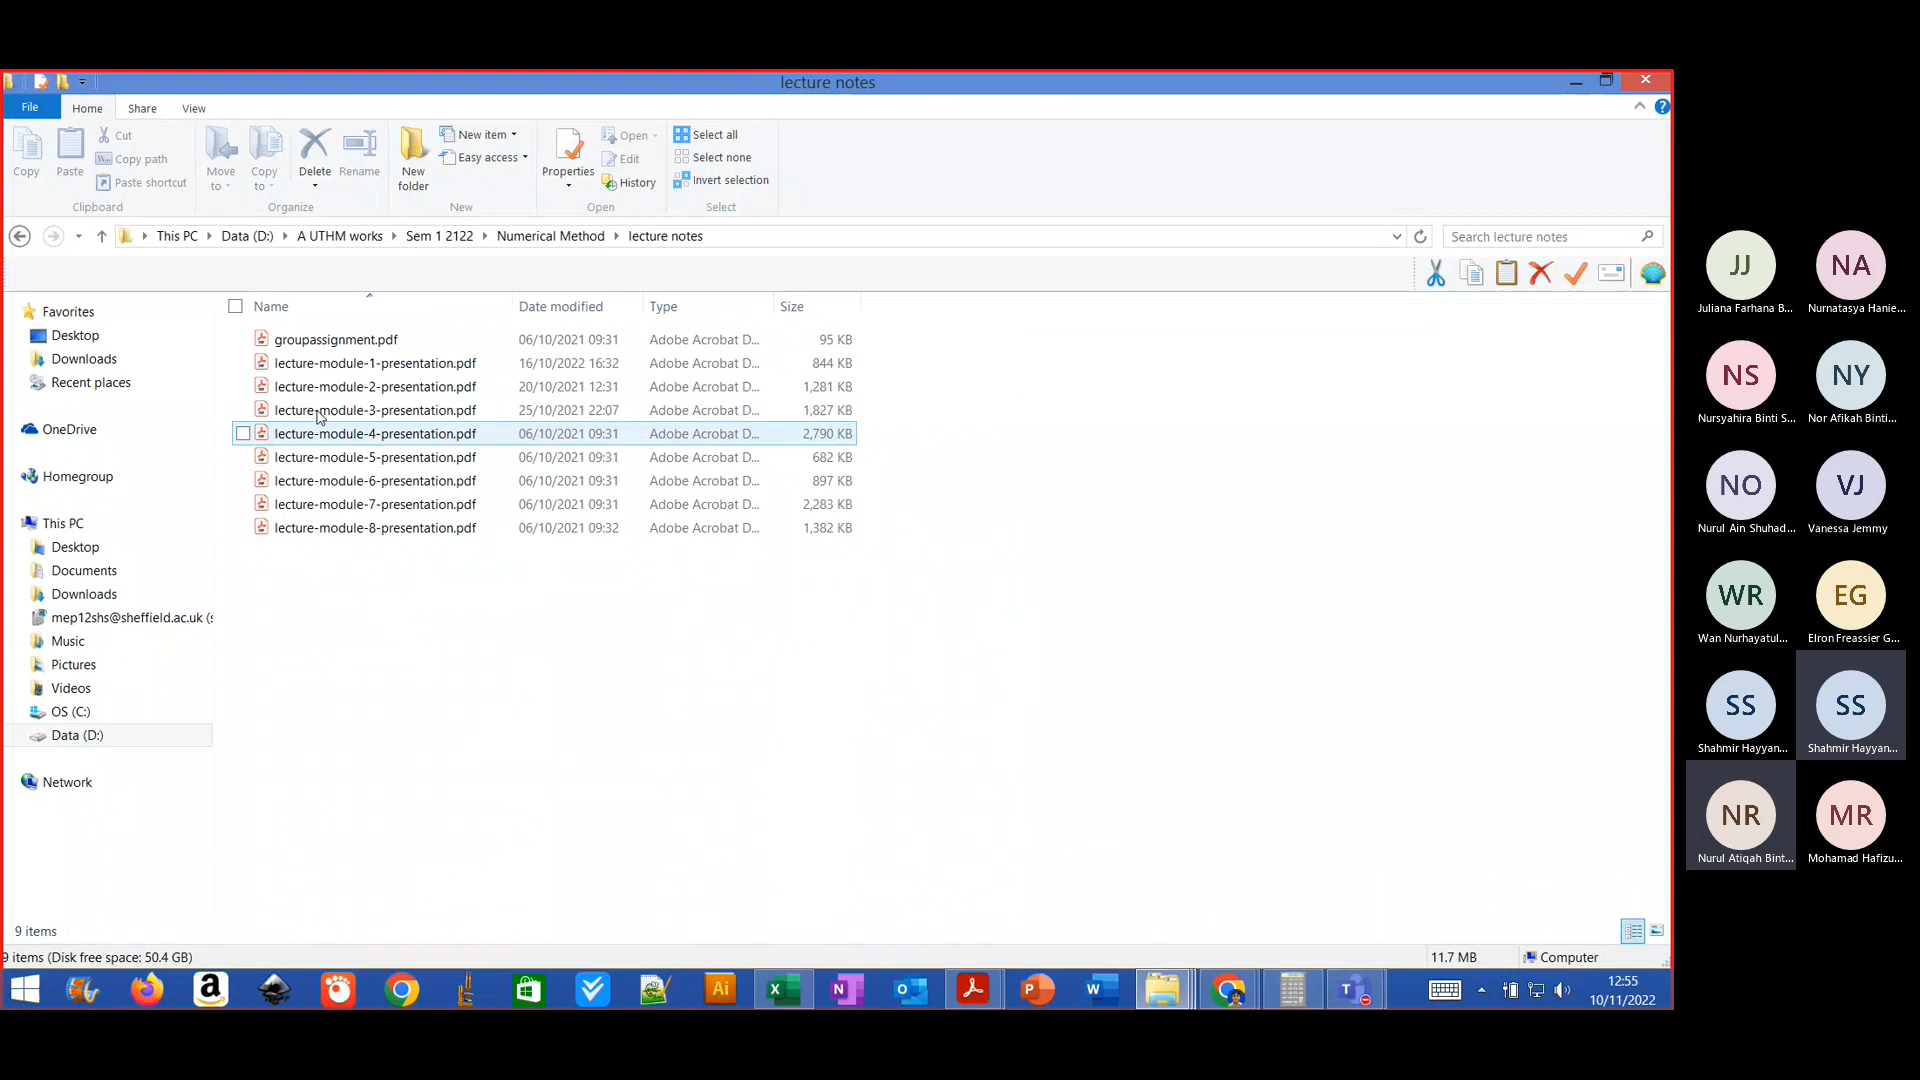 lecture notes
File Home Share View
Copy
Paste
Cut
Copy path
Paste shortcut
Clipboard
Move to
Copy to
Delete
Rename
Organize
New folder
New item
Easy access
New
Properties
Open
Edit
History
Open
Select all
Select none
Invert selection
Select
This PC Data (D:) A UTHM works Sem 1 2122 Numerical Method lecture notes
Search lecture notes
Favorites
Desktop
Downloads
Recent places
OneDrive
Homegroup
This PC
Desktop
Documents
Downloads
mep12shs@sheffield.ac.uk (s
Music
Pictures
Videos
OS (C:)
Data (D:)
Network
Name Date modified Type Size
groupassignment.pdf 06/10/2021 09:31 Adobe Acrobat D... 95 KB
lecture-module-1-presentation.pdf 16/10/2022 16:32 Adobe Acrobat D... 844 KB
lecture-module-2-presentation.pdf 20/10/2021 12:31 Adobe Acrobat D... 1,281 KB
lecture-module-3-presentation.pdf 25/10/2021 22:07 Adobe Acrobat D... 1,827 KB
lecture-module-4-presentation.pdf 06/10/2021 09:31 Adobe Acrobat D... 2,790 KB
lecture-module-5-presentation.pdf 06/10/2021 09:31 Adobe Acrobat D... 682 KB
lecture-module-6-presentation.pdf 06/10/2021 09:31 Adobe Acrobat D... 897 KB
lecture-module-7-presentation.pdf 06/10/2021 09:31 Adobe Acrobat D... 2,283 KB
lecture-module-8-presentation.pdf 06/10/2021 09:32 Adobe Acrobat D... 1,382 KB
9 items
9 items (Disk free space: 50.4 GB) 11.7 MB Computer
a Ai X N O P W T
12:55
10/11/2022
JJ NA
Juliana Farhana B... Nurnatasya Hanie...
NS NY
Nursyahira Binti S... Nor Afikah Binti...
NO VJ
Nurul Ain Shuhad... Vanessa Jemmy
WR EG
Wan Nurhayatul... Elron Freassier G...
SS SS
Shahmir Hayyan... Shahmir Hayyan...
NR MR
Nurul Atiqah Bint... Mohamad Hafizu...